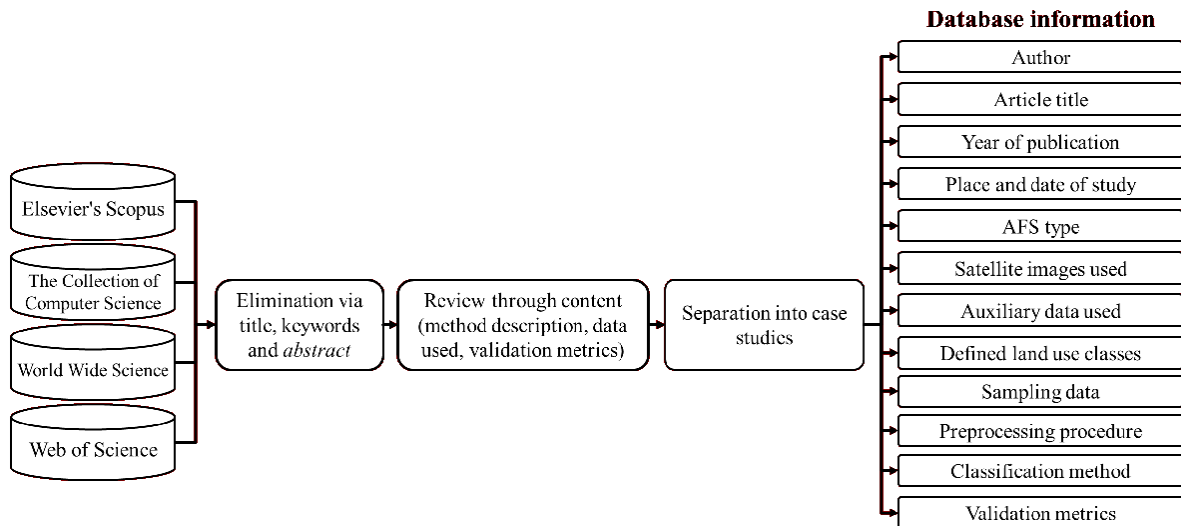 Database information
Elsevier's Scopus
The Collection of
Computer Science
World Wide Science
Web of Science
Elimination via
title, keywords
and abstract
Review through content
(method description, data
used, validation metrics)
Separation into case
studies
Author
Article title
Year of publication
Place and date of study
AFS type
Satellite images used
Auxiliary data used
Defined land use classes
Sampling data
Preprocessing procedure
Classification method
Validation metrics